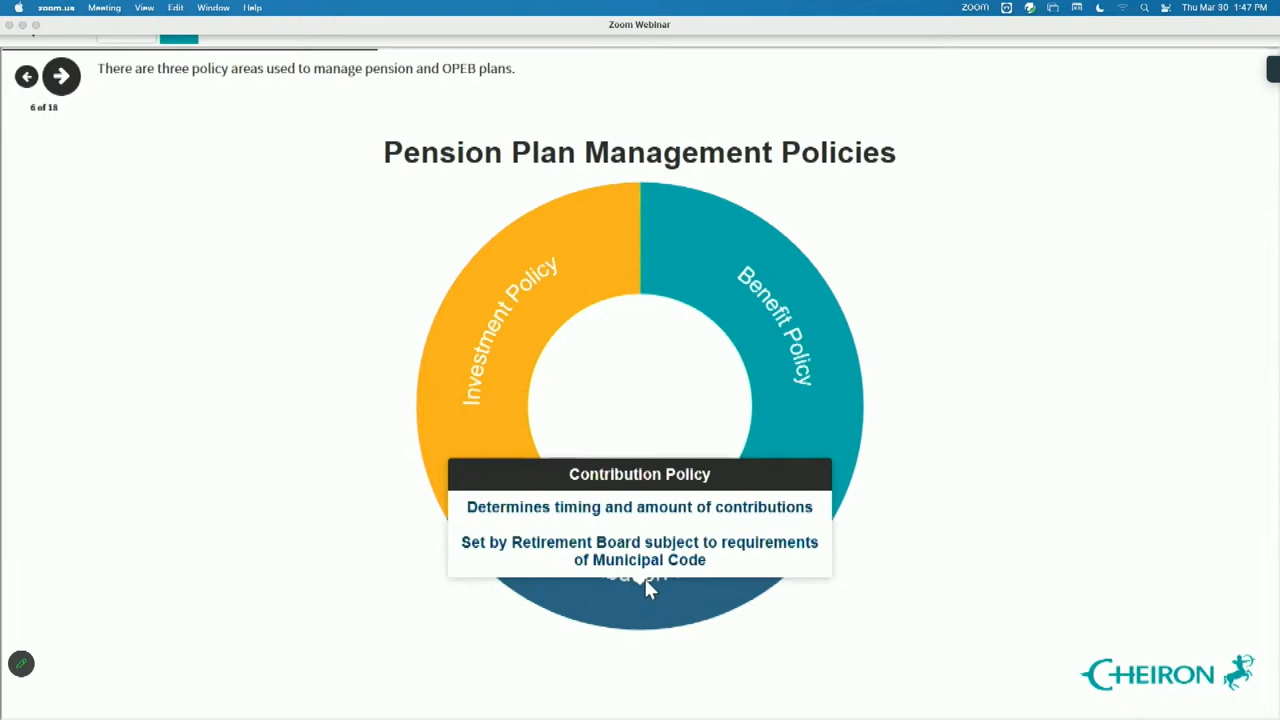 zoom.us Meeting View Edit Window Help
zoom Thu Mar 30 1:47 PM
Zoom Webinar
There are three policy areas used to manage pension and OPEB plans.
6 of 18
Pension Plan Management Policies
Investment Policy
Benefit Policy
Contribution Policy
Determines timing and amount of contributions
Set by Retirement Board subject to requirements
of Municipal Code
CHEIRON